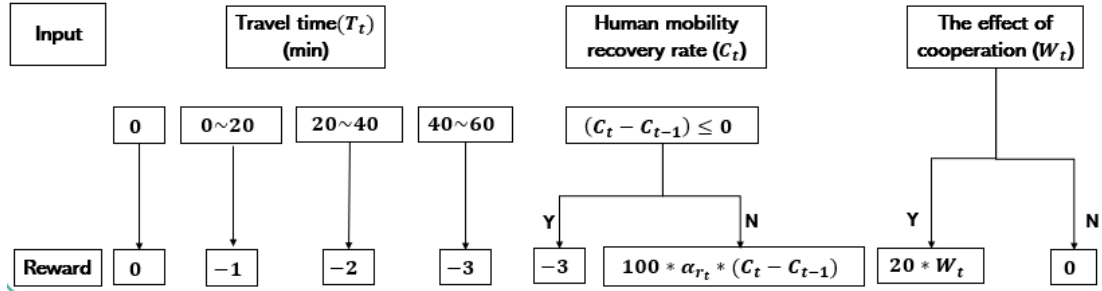 Input
Travel time(T_t)
(min)
Human mobility
recovery rate (C_t)
The effect of
cooperation (W_t)
0
0~20
20~40
40~60
(C_t − C_{t−1}) ≤ 0
Y
N
Y
N
Reward
0
−1
−2
−3
−3
100 * α_{r_t} * (C_t − C_{t−1})
20 * W_t
0